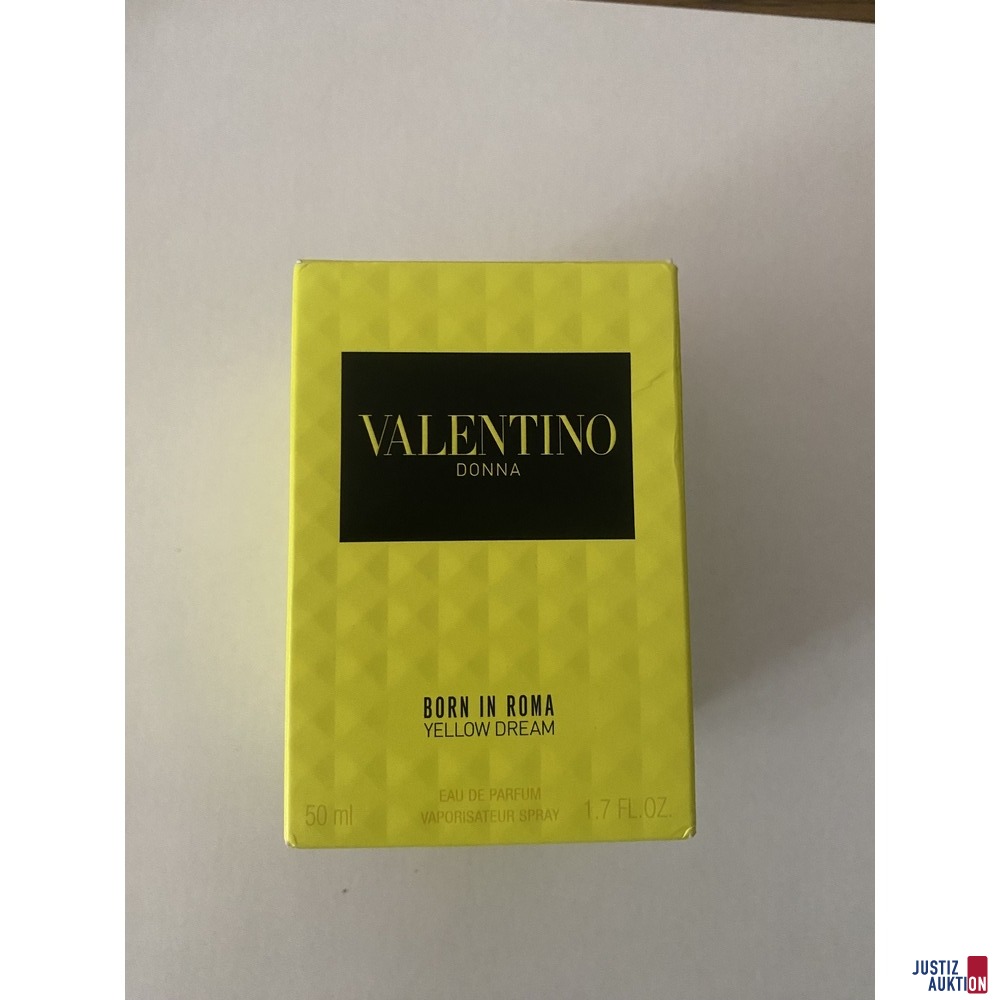 VALENTINO
DONNA
BORN IN ROMA
YELLOW DREAM
EAU DE PARFUM
50 ml VAPORISATEUR SPRAY 1.7 FL.OZ.
JUSTIZ
AUKTION